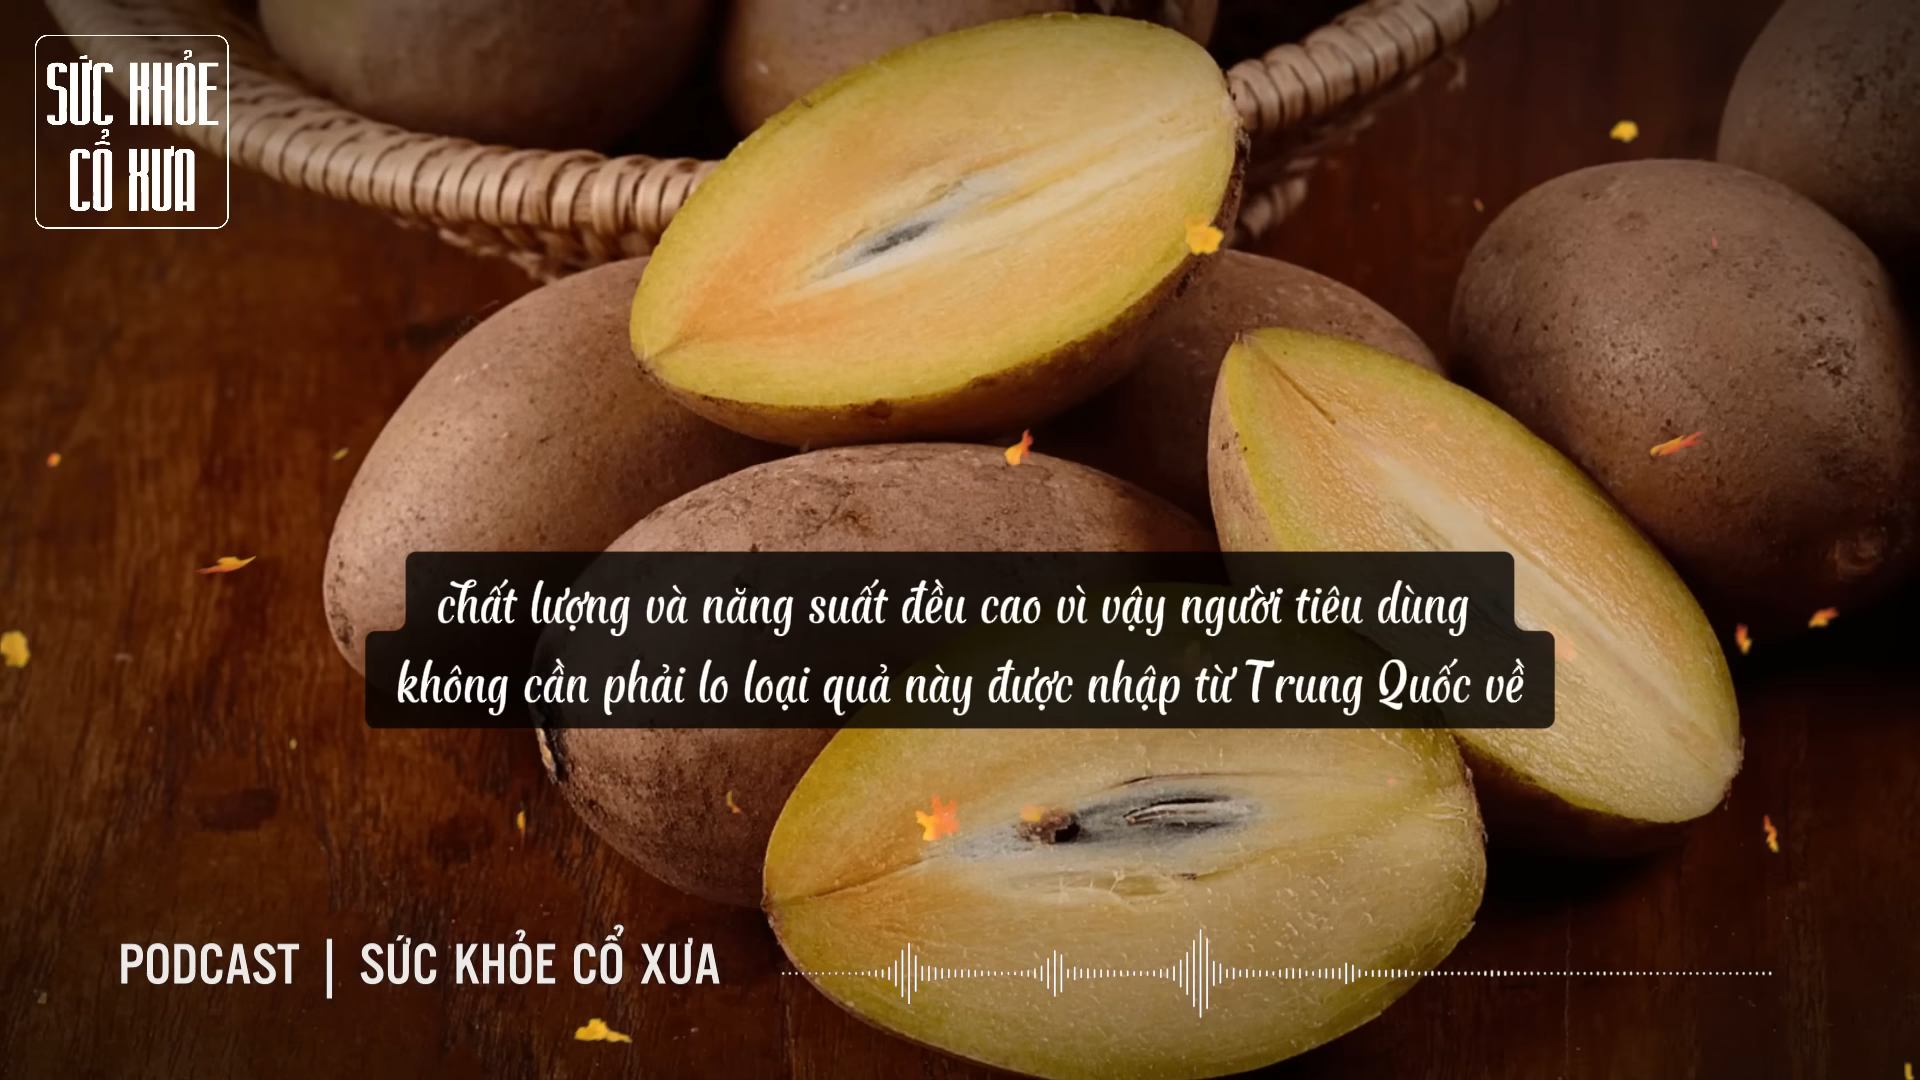 SỨC KHỎE
CỔ XƯA
chất lượng và năng suất đều cao vì vậy người tiêu dùng
không cần phải lo loại quả này được nhập từ Trung Quốc về
PODCAST | SỨC KHỎE CỔ XƯA